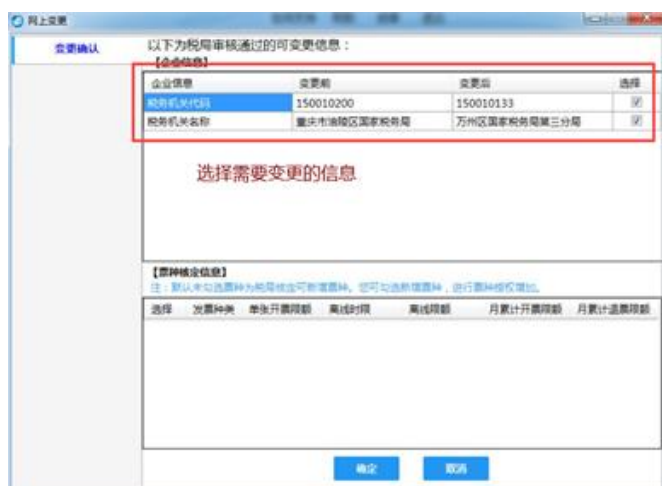 网上变更
变更确认
以下为税局审核通过的可变更信息：
【企业信息】
企业信息 变更前 变更后 选择
税务机关代码 150010200 150010133
税务机关名称 重庆市涪陵区国家税务局 万州区国家税务局第三分局
选择需要变更的信息
【票种核定信息】
注：默认未勾选票种为税局核定可新增票种。您可勾选新增票种，进行票种授权增加。
选择 发票种类 单张开票限额 离线时限 离线限额 月累计开票限额 月累计退票限额
确定 取消